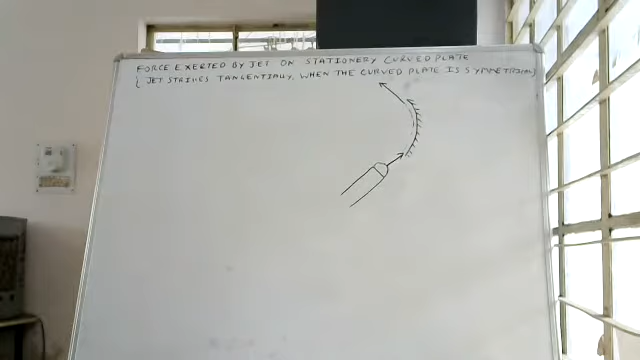 FORCE EXERTED BY JET ON STATIONERY CURVED PLATE
( JET STRIKES TANGENTIALLY, WHEN THE CURVED PLATE IS SYMMETRICAL)